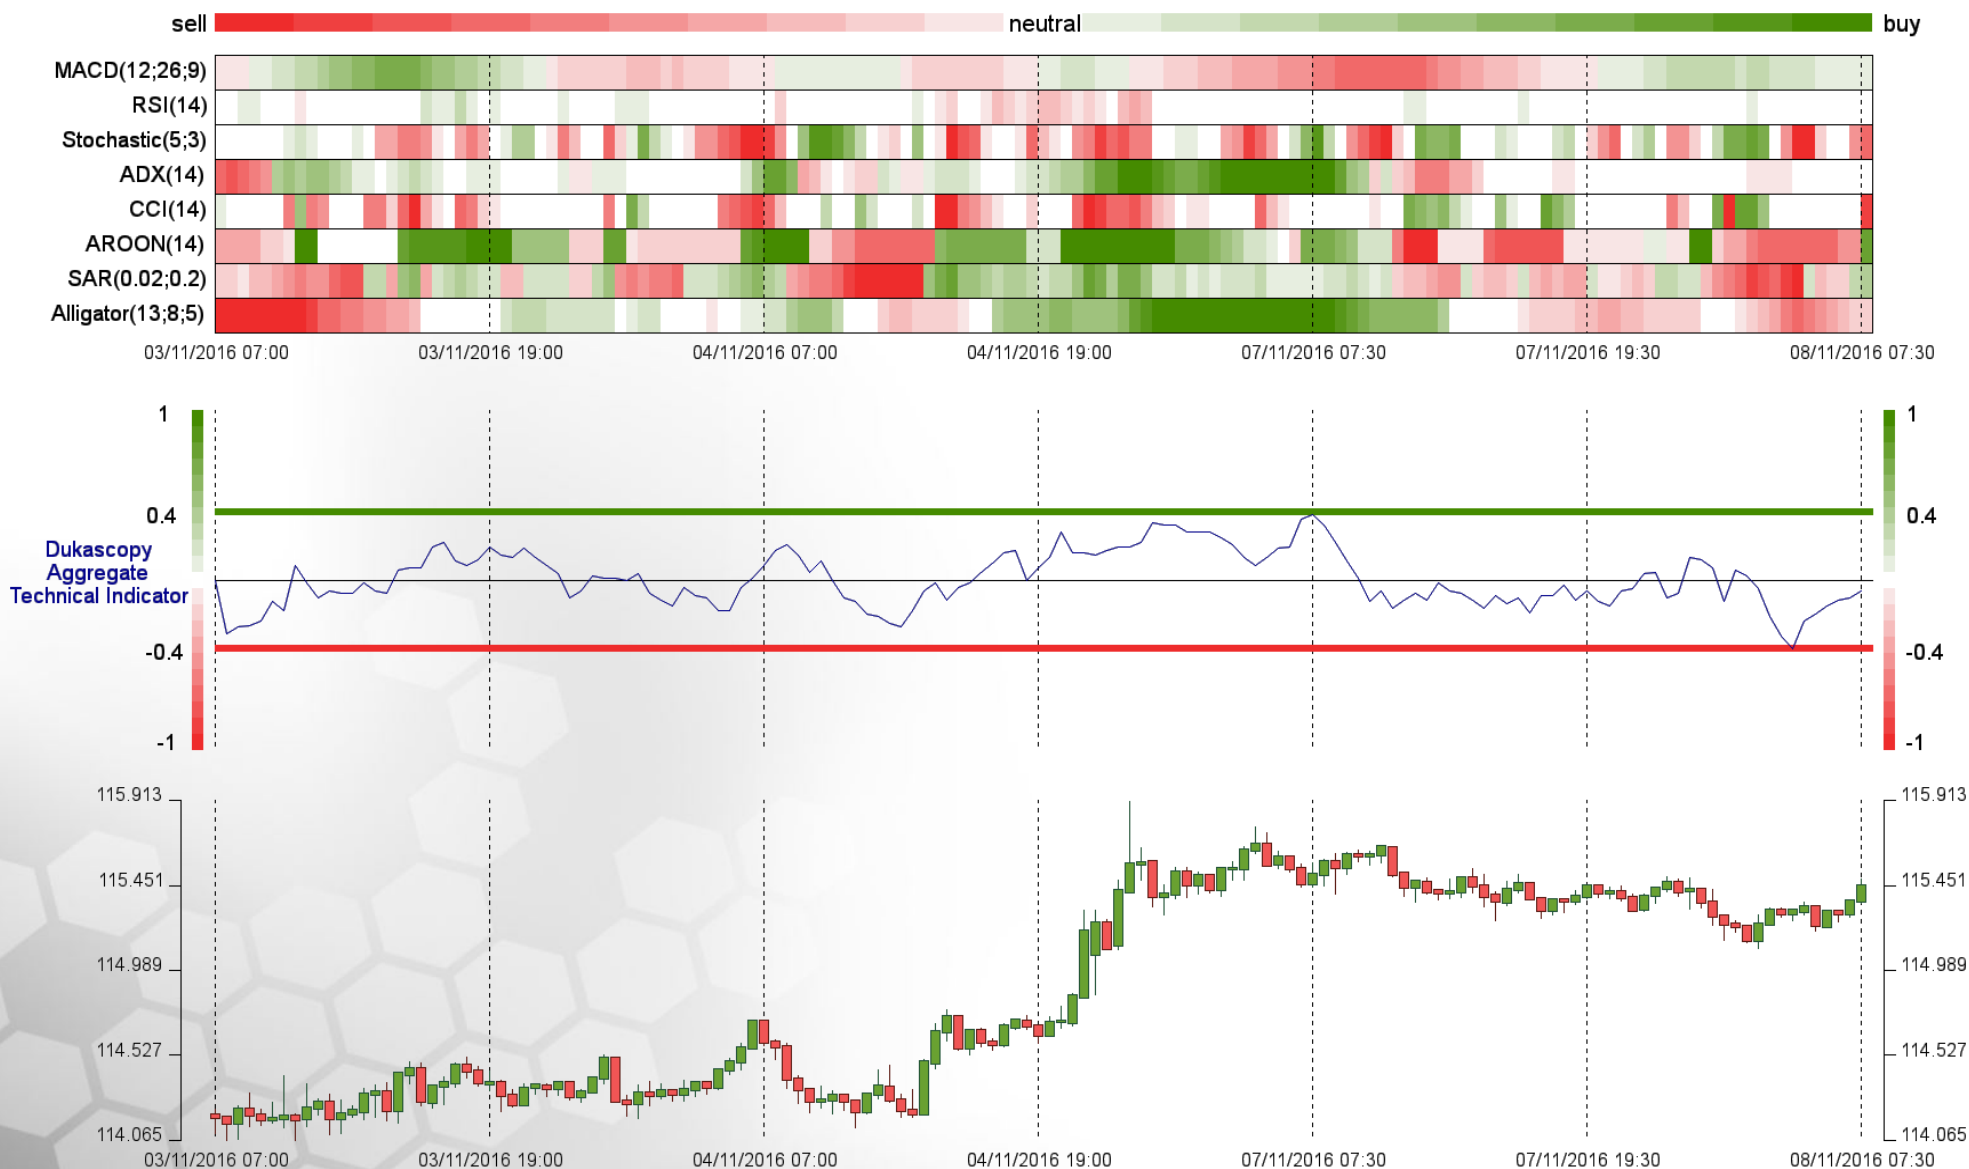 sell neutral buy
MACD(12;26;9)
RSI(14)
Stochastic(5;3)
ADX(14)
CCI(14)
AROON(14)
SAR(0.02;0.2)
Alligator(13;8;5)
03/11/2016 07:00 03/11/2016 19:00 04/11/2016 07:00 04/11/2016 19:00 07/11/2016 07:30 07/11/2016 19:30 08/11/2016 07:30
1 1
0.4 0.4
Dukascopy
Aggregate
Technical Indicator
-0.4 -0.4
-1 -1
115.913 115.913
115.451 115.451
114.989 114.989
114.527 114.527
114.065 114.065
03/11/2016 07:00 03/11/2016 19:00 04/11/2016 07:00 04/11/2016 19:00 07/11/2016 07:30 07/11/2016 19:30 08/11/2016 07:30